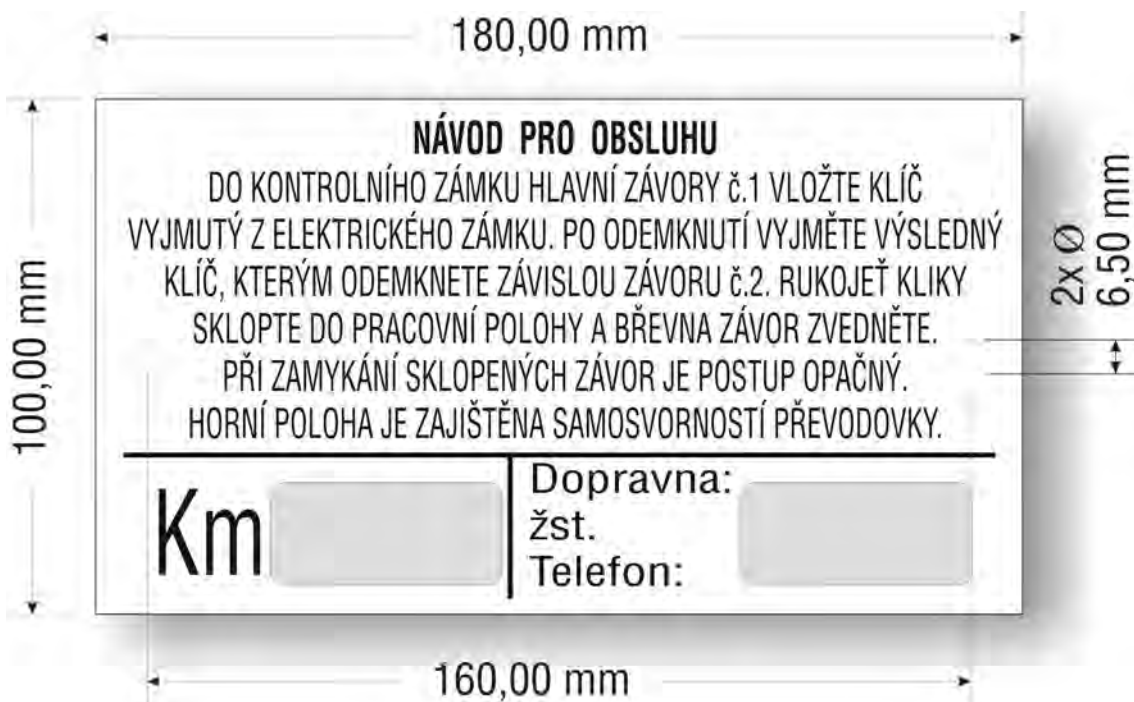 180,00 mm
100,00 mm
NÁVOD PRO OBSLUHU
DO KONTROLNÍHO ZÁMKU HLAVNÍ ZÁVORY č.1 VLOŽTE KLÍČ
VYJMUTÝ Z ELEKTRICKÉHO ZÁMKU. PO ODEMKNUTÍ VYJMĚTE VÝSLEDNÝ
KLÍČ, KTERÝM ODEMKNETE ZÁVISLOU ZÁVORU č.2. RUKOJEŤ KLIKY
SKLOPTE DO PRACOVNÍ POLOHY A BŘEVNA ZÁVOR ZVEDNĚTE.
PŘI ZAMYKÁNÍ SKLOPENÝCH ZÁVOR JE POSTUP OPAČNÝ.
HORNÍ POLOHA JE ZAJIŠTĚNA SAMOSVORNOSTÍ PŘEVODOVKY.
2x Ø
6,50 mm
Km
Dopravna:
žst.
Telefon:
160,00 mm